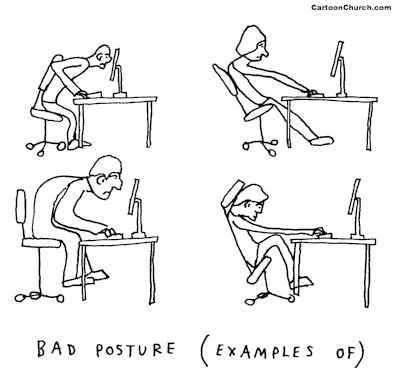 CartoonChurch.com
BAD POSTURE (EXAMPLES OF)